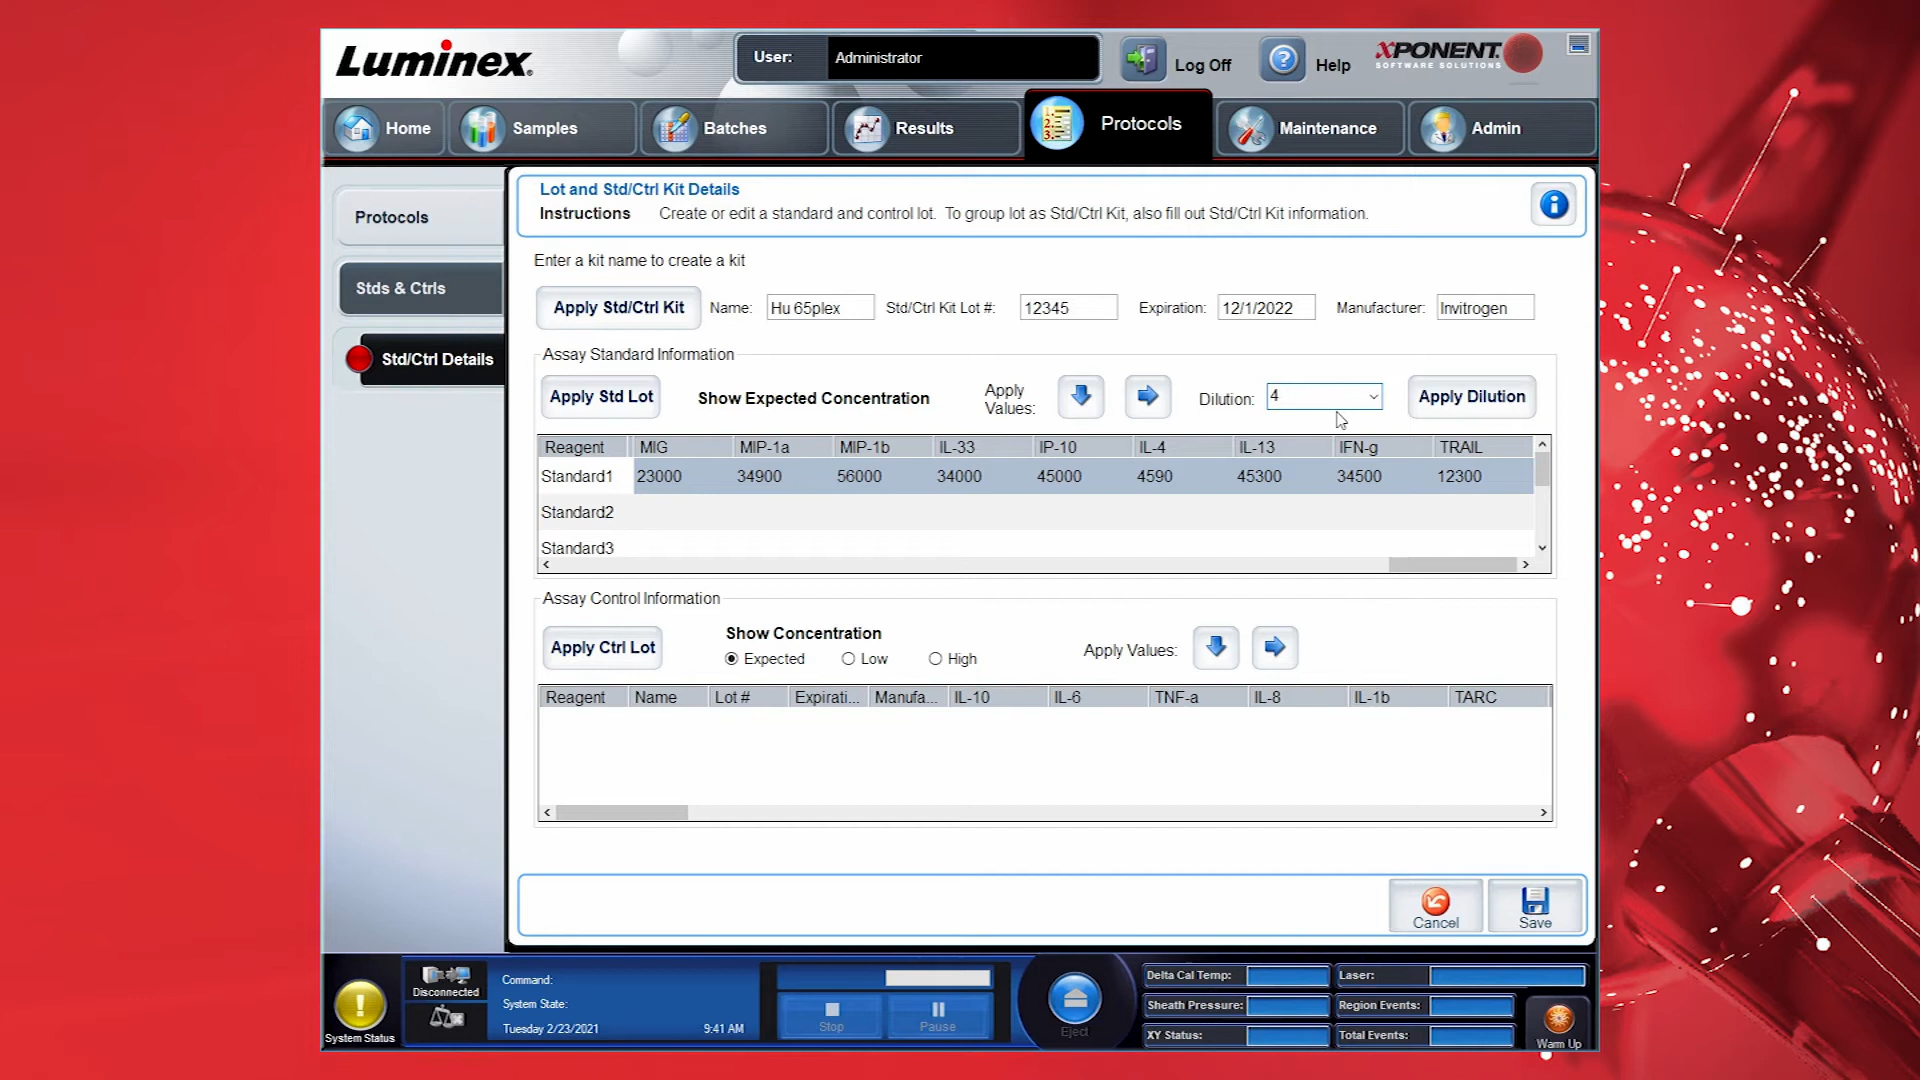 Luminex
User: Administrator
Log Off
Help
XPONENT.
SOFTWARE SOLUTIONS
Home
Samples
Batches
Results
1.
2.
3.
Protocols
Maintenance
Admin
Protocols
Stds & Ctrls
Std/Ctrl Details
Lot and Std/Ctrl Kit Details
Instructions Create or edit a standard and control lot. To group lot as Std/Ctrl Kit, also fill out Std/Ctrl Kit information.
Enter a kit name to create a kit
Apply Std/Ctrl Kit Name: Hu 65plex Std/Ctrl Kit Lot #: 12345 Expiration: 12/1/2022 Manufacturer: Invitrogen
Assay Standard Information
Apply Std Lot Show Expected Concentration Apply Values: Dilution: 4 Apply Dilution
Reagent MIG MIP-1a MIP-1b IL-33 IP-10 IL-4 IL-13 IFN-g TRAIL
Standard1 23000 34900 56000 34000 45000 4590 45300 34500 12300
Standard2
Standard3
Assay Control Information
Apply Ctrl Lot Show Concentration
Expected Low High
Apply Values:
Reagent Name Lot # Expirati... Manufa... IL-10 IL-6 TNF-a IL-8 IL-1b TARC
Cancel
Save
System Status
Disconnected
Command:
System State:
Tuesday 2/23/2021 9:41 AM
Stop
Pause
Eject
Delta Cal Temp: Laser:
Sheath Pressure: Region Events:
XY Status: Total Events:
Warm Up